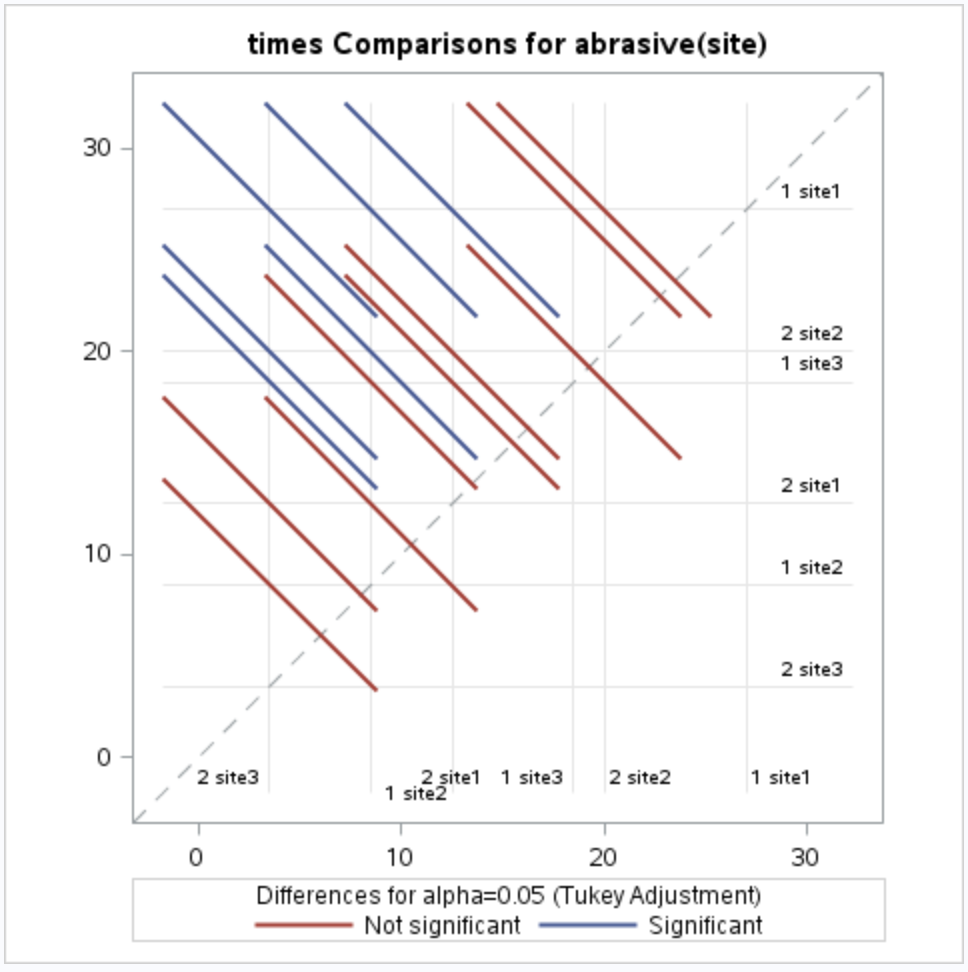 times Comparisons for abrasive(site)
30
1 site1
20
2 site2
1 site3
2 site1
10
1 site2
2 site3
0
2 site3
2 site1
1 site3
2 site2
1 site1
1 site2
0
10
20
30
Differences for alpha=0.05 (Tukey Adjustment)
Not significant
Significant